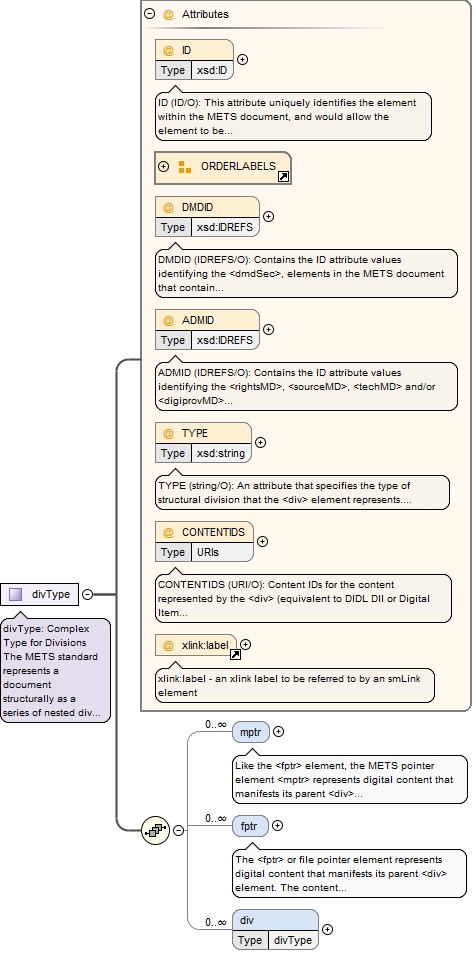 @ Attributes
@ ID
Type xsd:ID
ID (ID/O): This attribute uniquely identifies the element
within the METS document, and would allow the
element to be...
ORDERLABELS
@ DMDID
Type xsd:IDREFS
DMDID (IDREFS/O): Contains the ID attribute values
identifying the <dmdSec>, elements in the METS document
that contain...
@ ADMID
Type xsd:IDREFS
ADMID (IDREFS/O): Contains the ID attribute values
identifying the <rightsMD>, <sourceMD>, <techMD> and/or
<digiprovMD>...
@ TYPE
Type xsd:string
TYPE (string/O): An attribute that specifies the type of
structural division that the <div> element represents....
@ CONTENTIDS
Type URIs
CONTENTIDS (URI/O): Content IDs for the content
represented by the <div> (equivalent to DIDL DII or Digital
Item...
@ xlink:label
xlink:label - an xlink label to be referred to by an smLink
element
divType
divType: Complex
Type for Divisions
The METS standard
represents a
document
structurally as a
series of nested div...
0..∞
mptr
Like the <fptr> element, the METS pointer
element <mptr> represents digital content that
manifests its parent <div>...
0..∞
fptr
The <fptr> or file pointer element represents
digital content that manifests its parent <div>
element. The content...
0..∞
div
Type divType